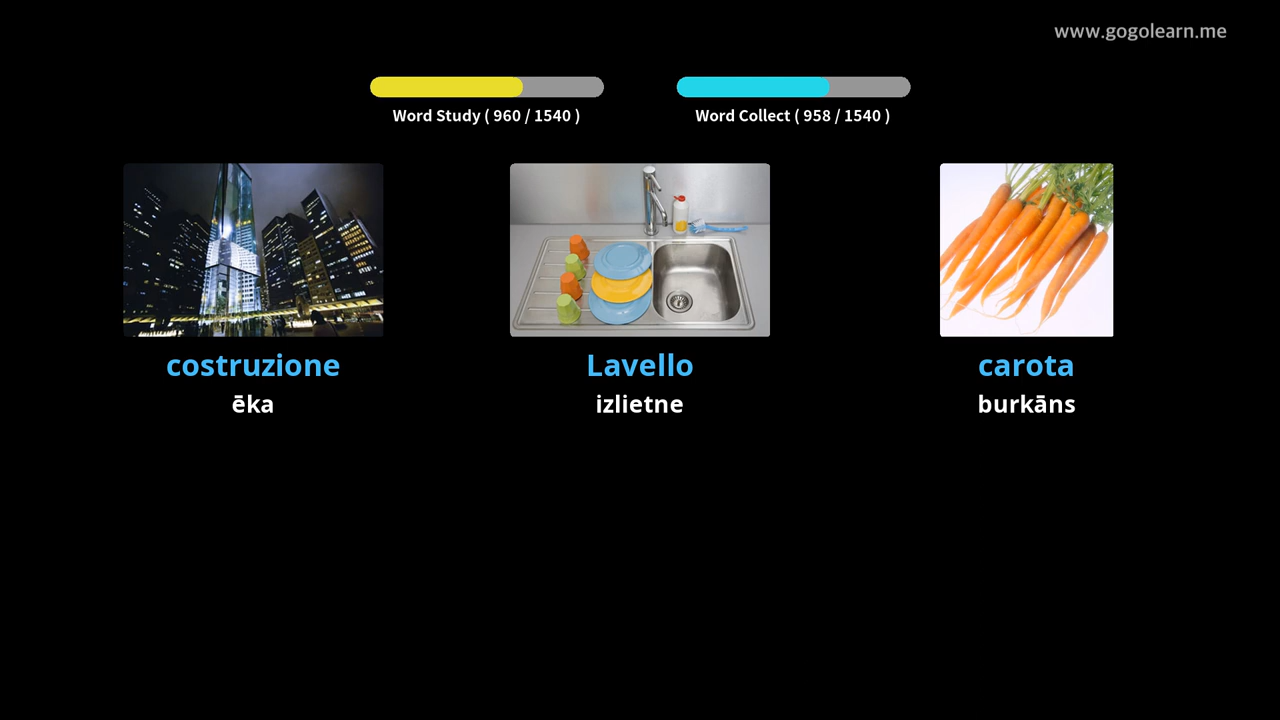 www.gogolearn.me
Word Study ( 960 / 1540 )
Word Collect ( 958 / 1540 )
costruzione
ēka
Lavello
izlietne
carota
burkāns